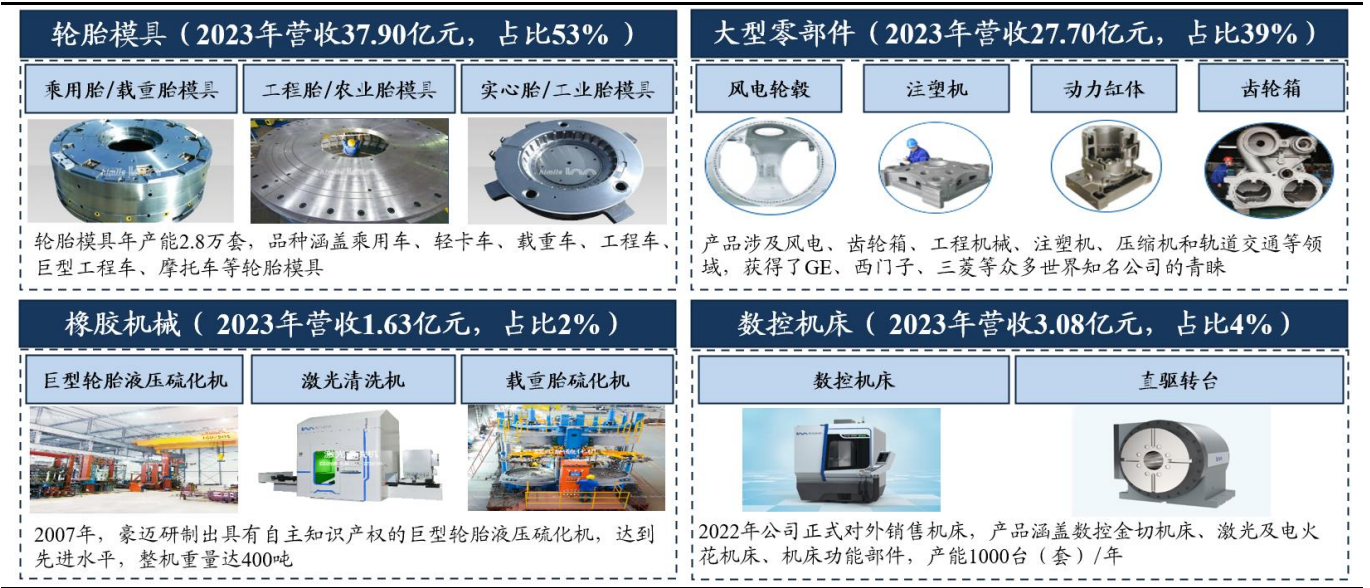 轮胎模具（2023年营收37.90亿元，占比53% ）
乘用胎/载重胎模具
工程胎/农业胎模具
实心胎/工业胎模具
himile
himile
himile
轮胎模具年产能2.8万套，品种涵盖乘用车、轻卡车、载重车、工程车、
巨型工程车、摩托车等轮胎模具
大型零部件（2023年营收27.70亿元，占比39%）
风电轮毂
注塑机
动力缸体
齿轮箱
产品涉及风电、齿轮箱、工程机械、注塑机、压缩机和轨道交通等领
域，获得了GE、西门子、三菱等众多世界知名公司的青睐
橡胶机械（ 2023年营收1.63亿元，占比2%）
巨型轮胎液压硫化机
激光清洗机
载重胎硫化机
2007年，豪迈研制出具有自主知识产权的巨型轮胎液压硫化机，达到
先进水平，整机重量达400吨
数控机床（ 2023年营收3.08亿元，占比4%）
数控机床
直驱转台
2022年公司正式对外销售机床，产品涵盖数控金切机床、激光及电火
花机床、机床功能部件，产能1000台（套）/年